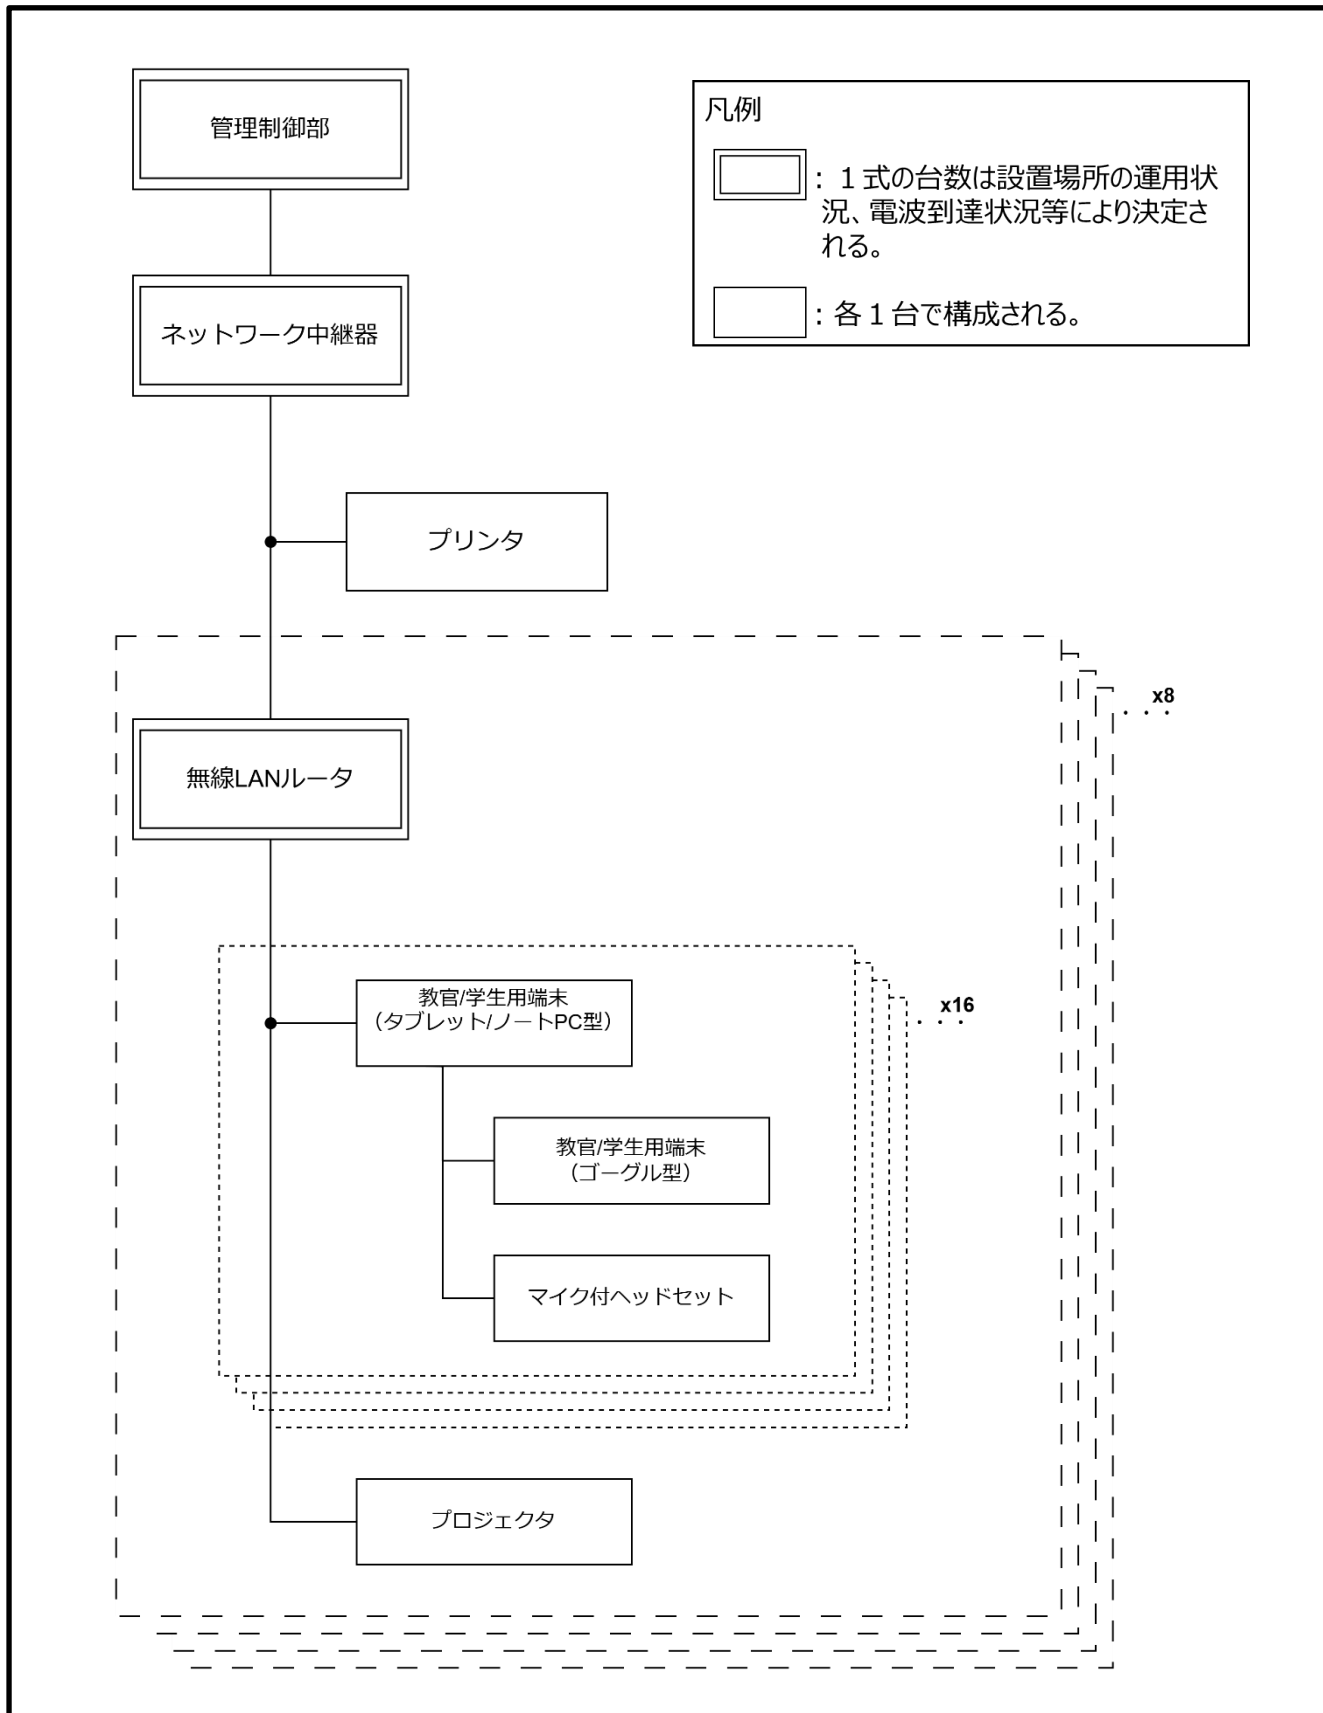 管理制御部
凡例
：１式の台数は設置場所の運用状
況、電波到達状況等により決定さ
れる。
：各１台で構成される。
ネットワーク中継器
プリンタ
x8
・・・
無線LANルータ
教官/学生用端末
（タブレット/ノートPC型）
x16
・・・
教官/学生用端末
（ゴーグル型）
マイク付ヘッドセット
プロジェクタ